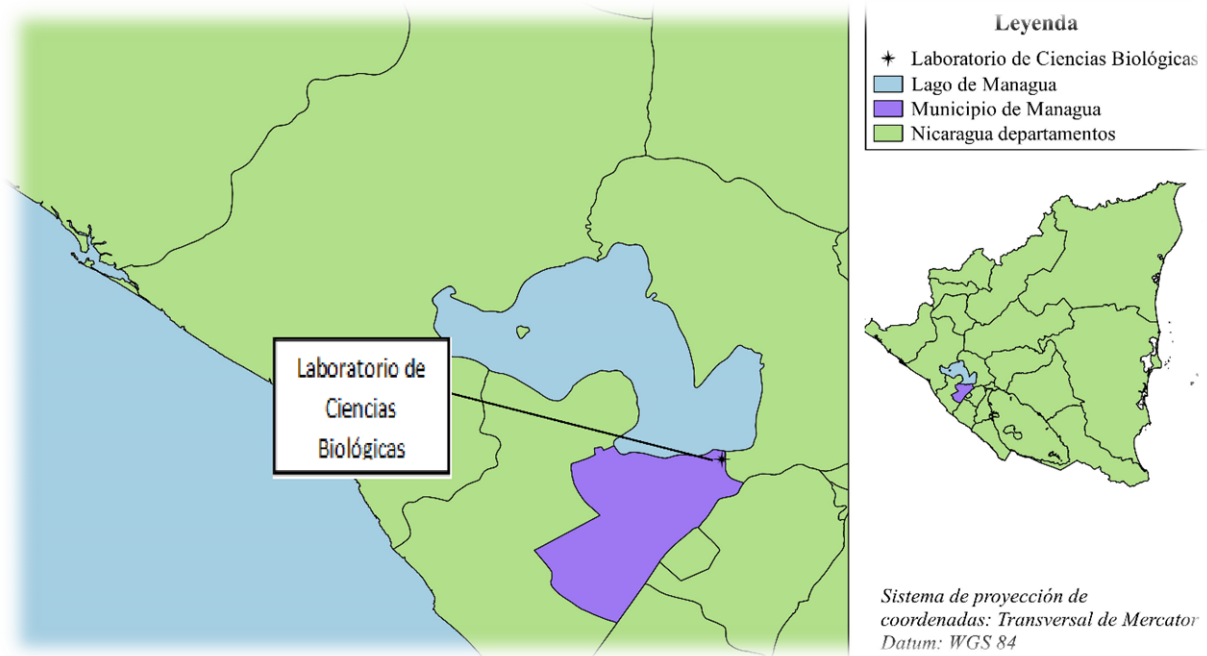 Laboratorio de
Ciencias
Biológicas
Leyenda
Laboratorio de Ciencias Biológicas
Lago de Managua
Municipio de Managua
Nicaragua departamentos
Sistema de proyección de
coordenadas: Transversal de Mercator
Datum: WGS 84